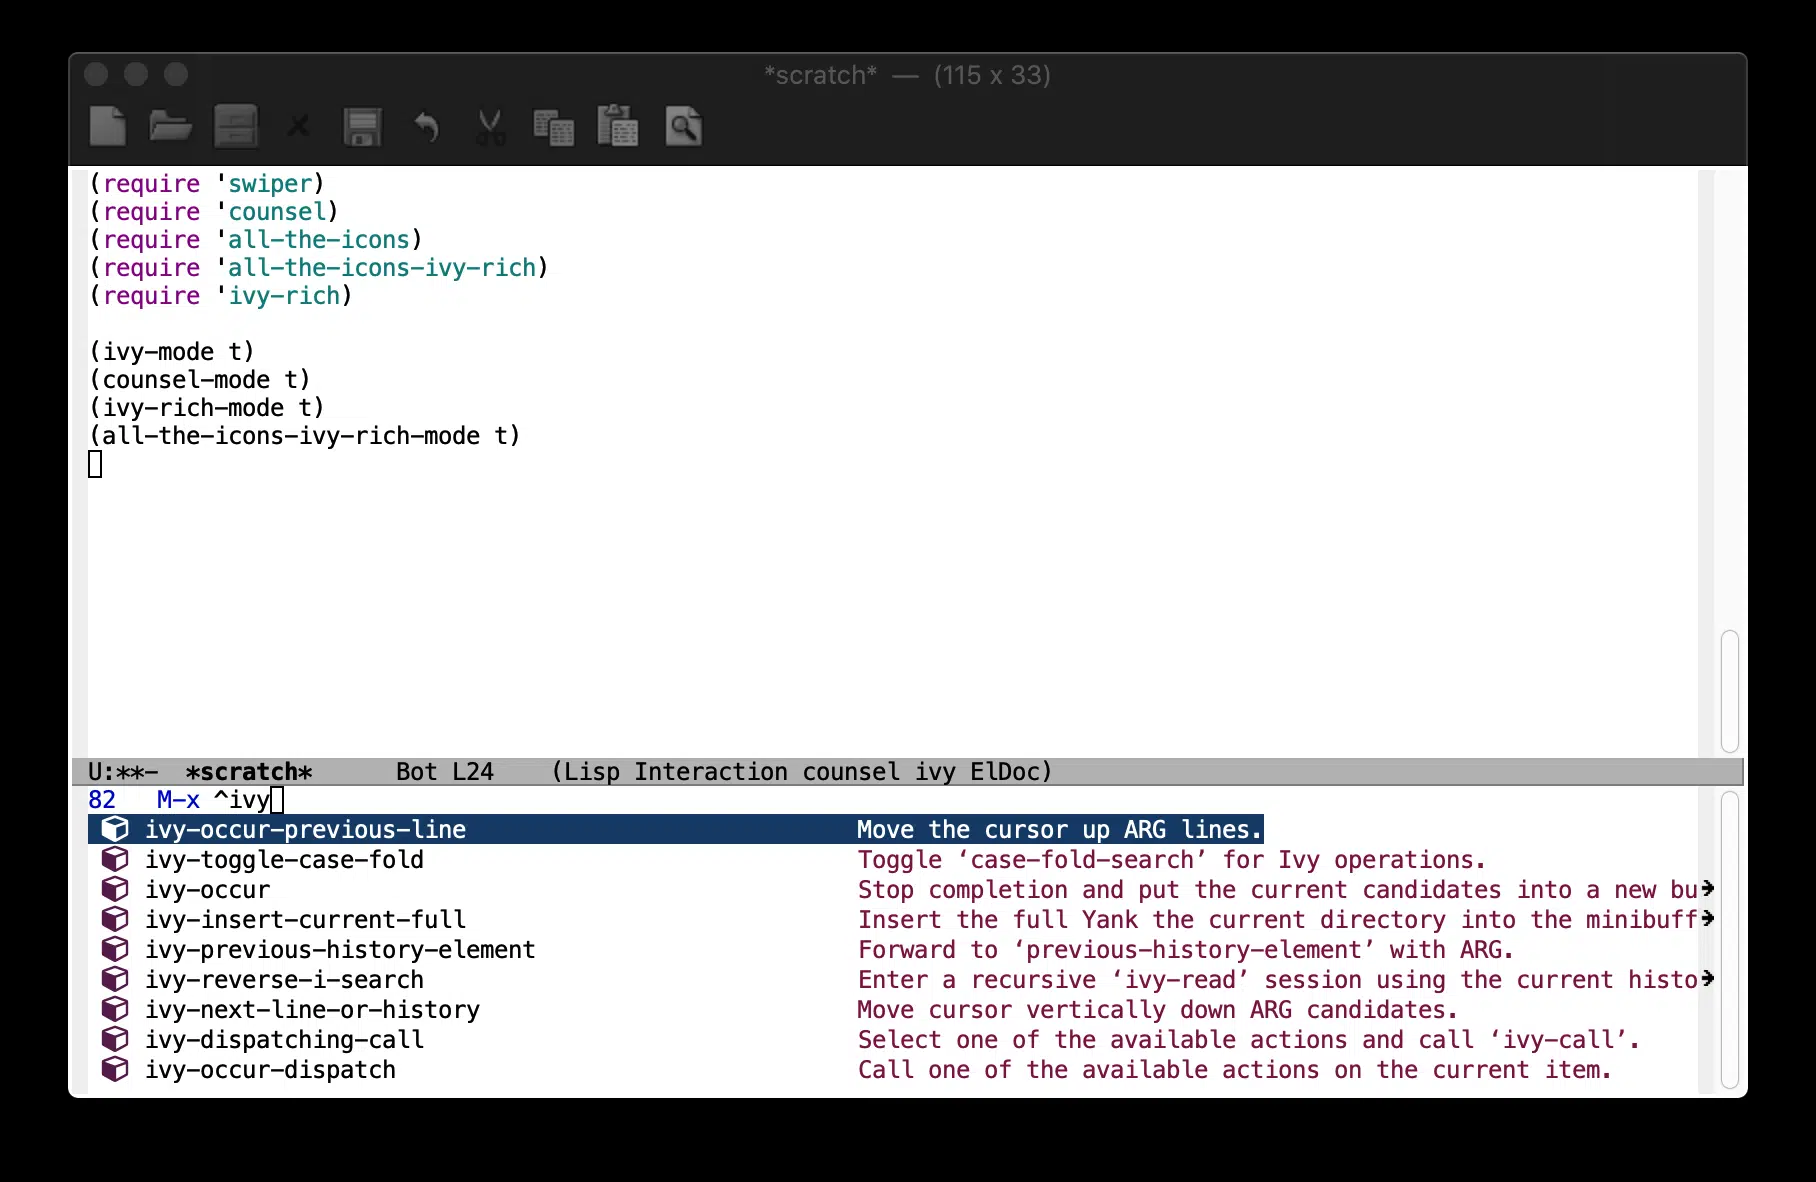 *scratch* — (115 x 33)
(require 'swiper)
(require 'counsel)
(require 'all-the-icons)
(require 'all-the-icons-ivy-rich)
(require 'ivy-rich)
(ivy-mode t)
(counsel-mode t)
(ivy-rich-mode t)
(all-the-icons-ivy-rich-mode t)
U:**- *scratch* Bot L24 (Lisp Interaction counsel ivy ElDoc)
82 M-x ^ivy
ivy-occur-previous-line Move the cursor up ARG lines.
ivy-toggle-case-fold Toggle ‘case-fold-search’ for Ivy operations.
ivy-occur Stop completion and put the current candidates into a new bu
ivy-insert-current-full Insert the full Yank the current directory into the minibuff
ivy-previous-history-element Forward to ‘previous-history-element’ with ARG.
ivy-reverse-i-search Enter a recursive ‘ivy-read’ session using the current histo
ivy-next-line-or-history Move cursor vertically down ARG candidates.
ivy-dispatching-call Select one of the available actions and call ‘ivy-call’.
ivy-occur-dispatch Call one of the available actions on the current item.